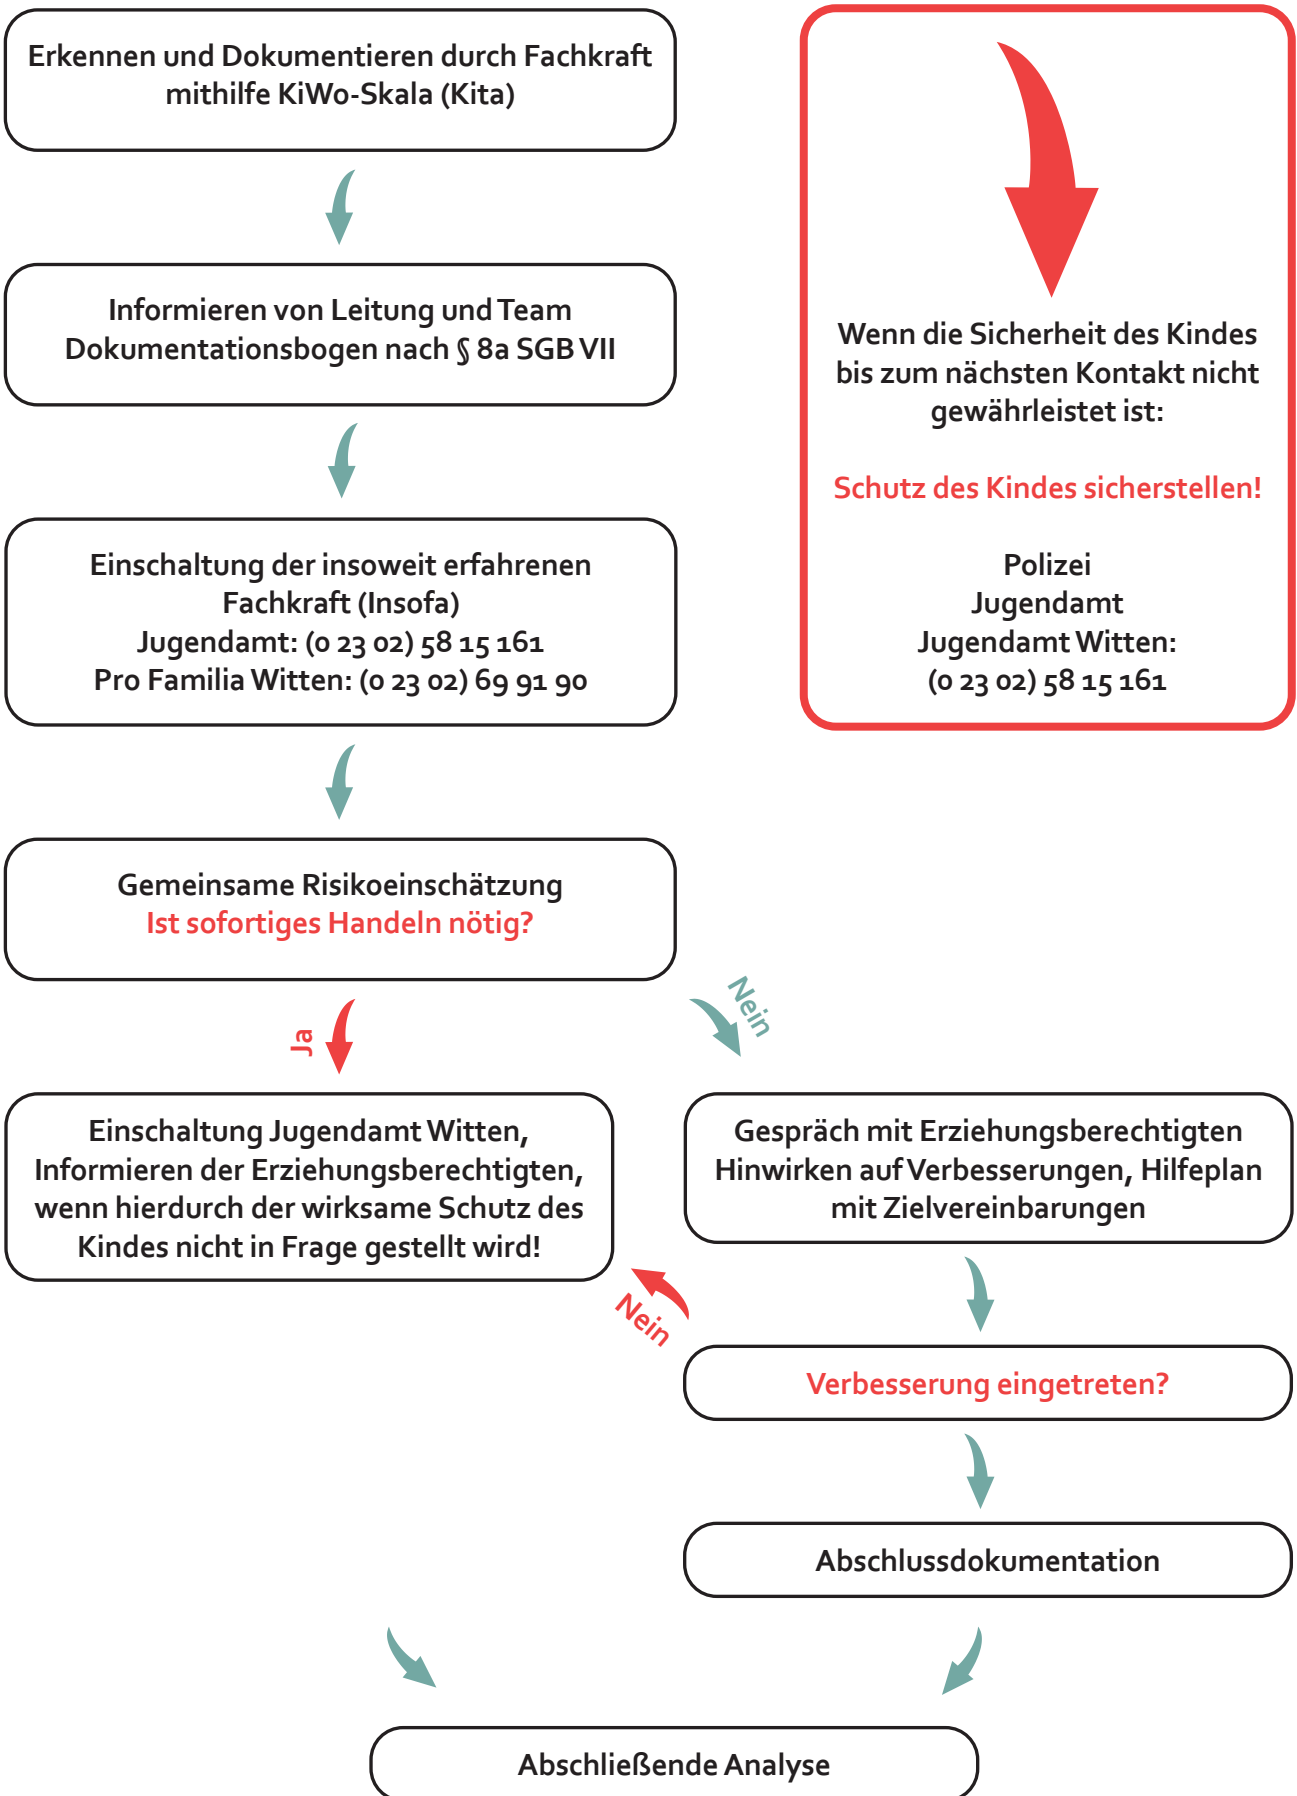 Erkennen und Dokumentieren durch Fachkraft
mithilfe KiWo-Skala (Kita)
Informieren von Leitung und Team
Dokumentationsbogen nach § 8a SGB VII
Einschaltung der insoweit erfahrenen
Fachkraft (Insofa)
Jugendamt: (0 23 02) 58 15 161
Pro Familia Witten: (0 23 02) 69 91 90
Gemeinsame Risikoeinschätzung
Ist sofortiges Handeln nötig?
Wenn die Sicherheit des Kindes
bis zum nächsten Kontakt nicht
gewährleistet ist:
Schutz des Kindes sicherstellen!
Polizei
Jugendamt
Jugendamt Witten:
(0 23 02) 58 15 161
Ja
Nein
Einschaltung Jugendamt Witten,
Informieren der Erziehungsberechtigten,
wenn hierdurch der wirksame Schutz des
Kindes nicht in Frage gestellt wird!
Gespräch mit Erziehungsberechtigten
Hinwirken auf Verbesserungen, Hilfeplan
mit Zielvereinbarungen
Nein
Verbesserung eingetreten?
Abschlussdokumentation
Abschließende Analyse